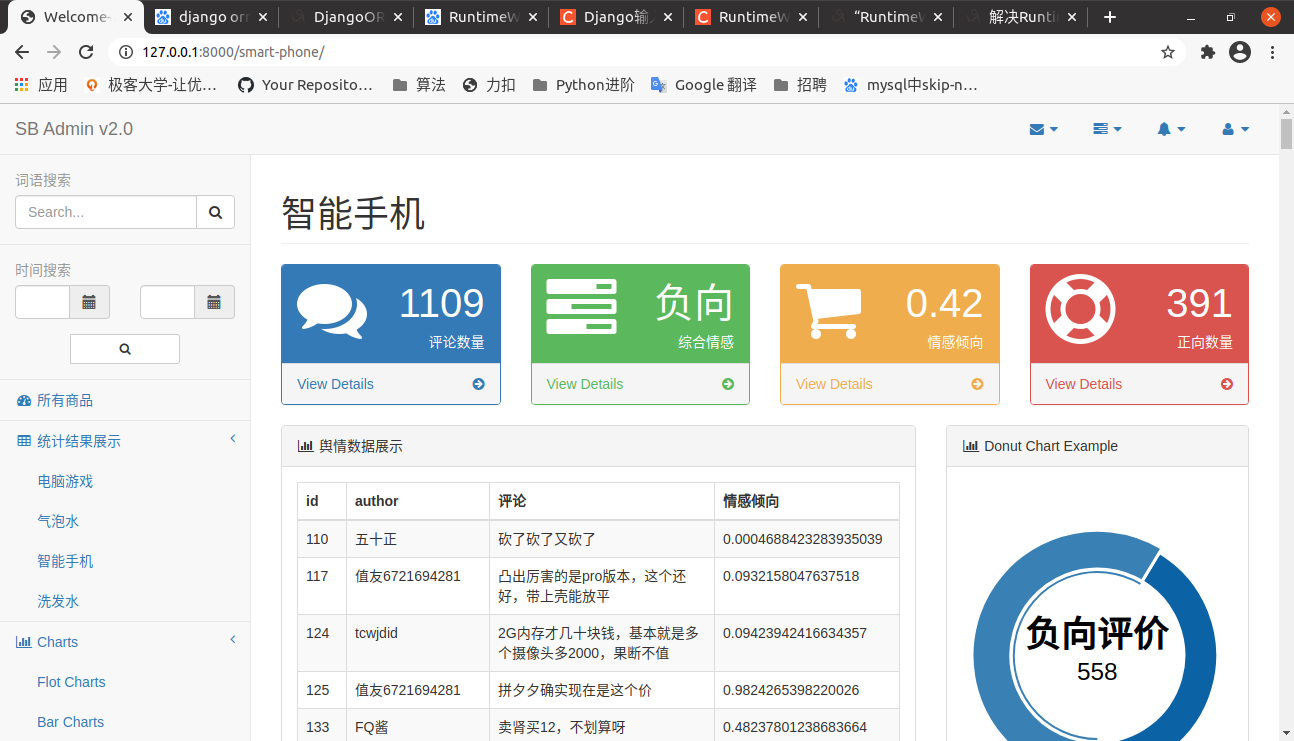 Welcome-
django orm
DjangoOR
RuntimeW
Django输
RuntimeW
“Runtime
解决Runti
127.0.0.1:8000/smart-phone/
应用
极客大学-让优…
Your Reposito…
算法
力扣
Python进阶
Google 翻译
招聘
mysql中skip-n…
SB Admin v2.0
词语搜索
Search...
时间搜索
所有商品
统计结果展示
电脑游戏
气泡水
智能手机
洗发水
Charts
Flot Charts
Bar Charts
智能手机
1109
评论数量
View Details
负向
综合情感
View Details
0.42
情感倾向
View Details
391
正向数量
View Details
舆情数据展示
id author 评论 情感倾向
110 五十正 砍了砍了又砍了 0.0004688423283935039
117 值友6721694281 凸出厉害的是pro版本，这个还 0.0932158047637518
好，带上壳能放平
124 tcwjdid 2G内存才几十块钱，基本就是多 0.09423942416634357
个摄像头多2000，果断不值
125 值友6721694281 拼夕夕确实现在是这个价 0.9824265398220026
133 FQ酱 卖肾买12，不划算呀 0.48237801238683664
Donut Chart Example
负向评价
558